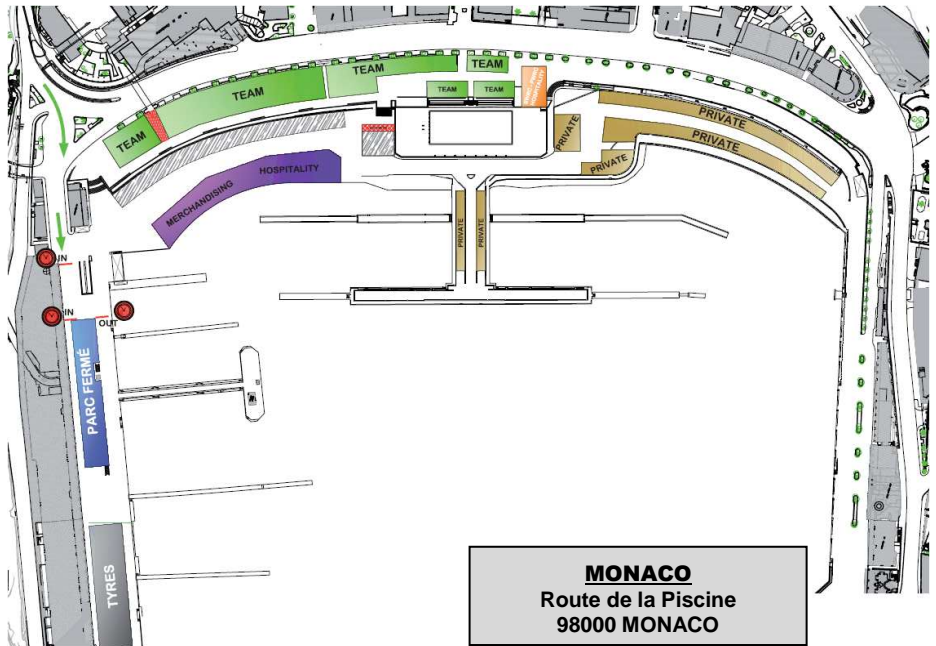 TEAM
TEAM
TEAM
TEAM
TEAM
TEAM
HOSPITALITY
PRIVATE
PRIVATE
PRIVATE
PRIVATE
MERCHANDISING HOSPITALITY
PRIVATE
PRIVATE
IN
IN
OUT
PARC FERMÉ
TYRES
MONACO
Route de la Piscine
98000 MONACO